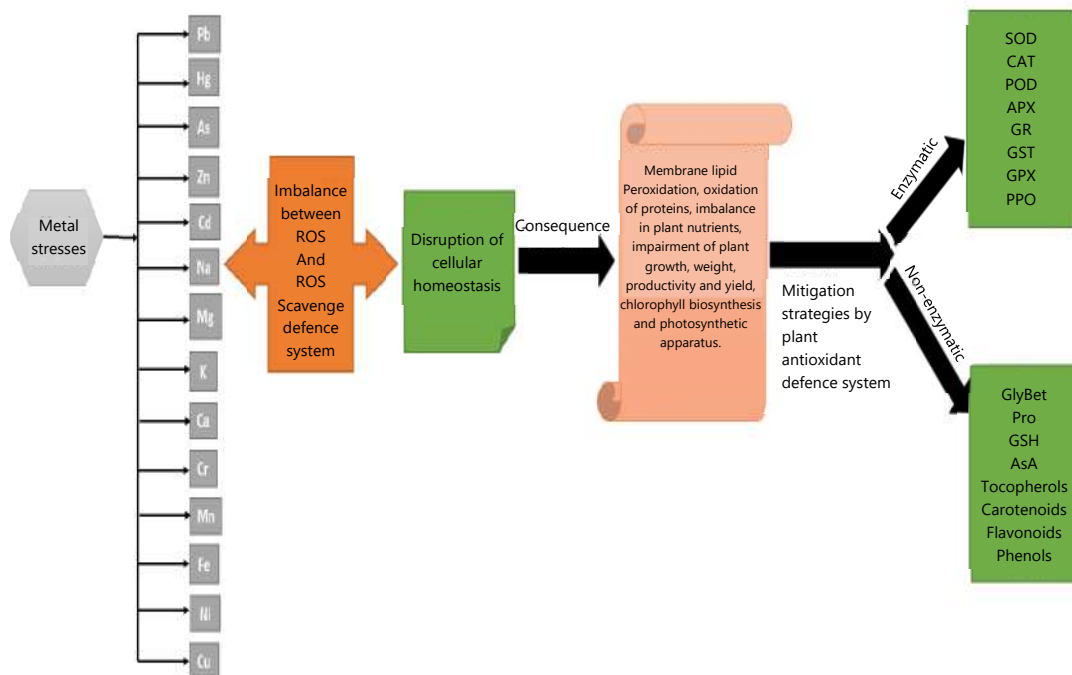 Metal
stresses
Pb
Hg
As
Zn
Cd
Na
Mg
K
Ca
Cr
Mn
Fe
Ni
Cu
Imbalance
between
ROS
And
ROS
Scavenge
defence
system
Disruption of
cellular
homeostasis
Consequence
Membrane lipid
Peroxidation, oxidation
of proteins, imbalance
in plant nutrients,
impairment of plant
growth, weight,
productivity and yield,
chlorophyll biosynthesis
and photosynthetic
apparatus.
Mitigation
strategies by
plant
antioxidant
defence system
Enzymatic
SOD
CAT
POD
APX
GR
GST
GPX
PPO
Non-enzymatic
GlyBet
Pro
GSH
AsA
Tocopherols
Carotenoids
Flavonoids
Phenols